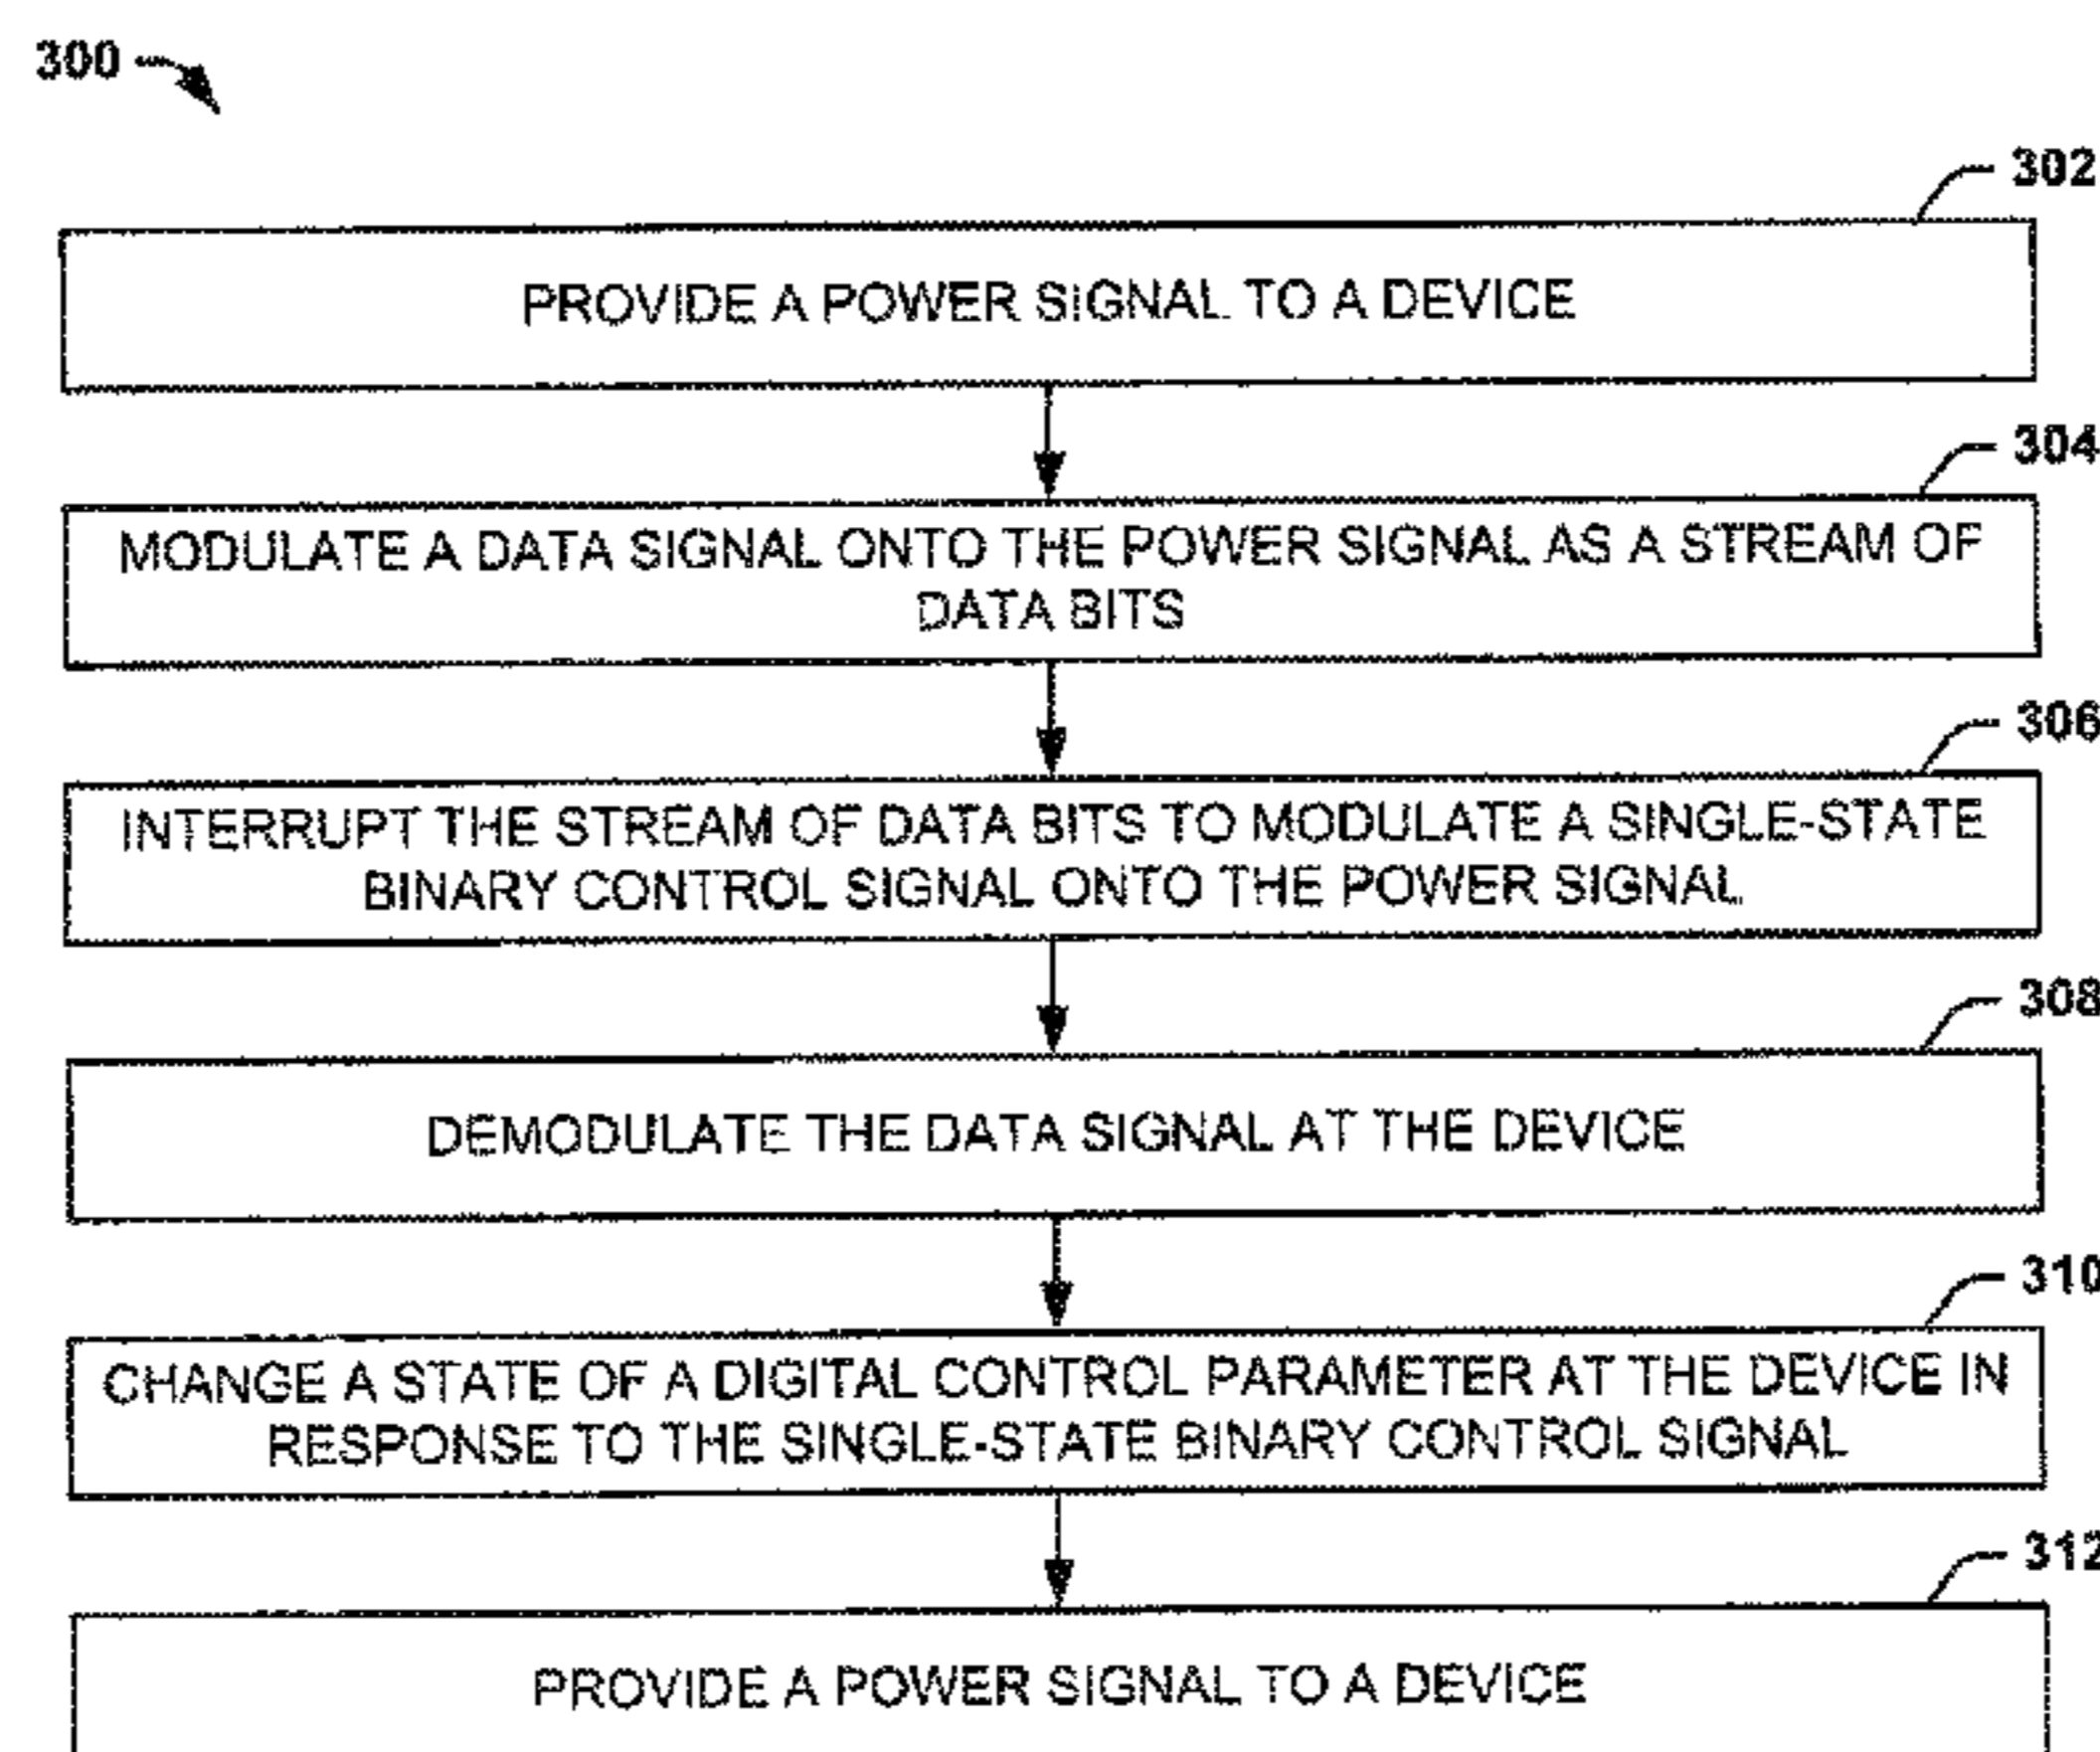 300
302
PROVIDE A POWER SIGNAL TO A DEVICE
304
MODULATE A DATA SIGNAL ONTO THE POWER SIGNAL AS A STREAM OF
DATA BITS
306
INTERRUPT THE STREAM OF DATA BITS TO MODULATE A SINGLE-STATE
BINARY CONTROL SIGNAL ONTO THE POWER SIGNAL
308
DEMODULATE THE DATA SIGNAL AT THE DEVICE
310
CHANGE A STATE OF A DIGITAL CONTROL PARAMETER AT THE DEVICE IN
RESPONSE TO THE SINGLE-STATE BINARY CONTROL SIGNAL
312
PROVIDE A POWER SIGNAL TO A DEVICE